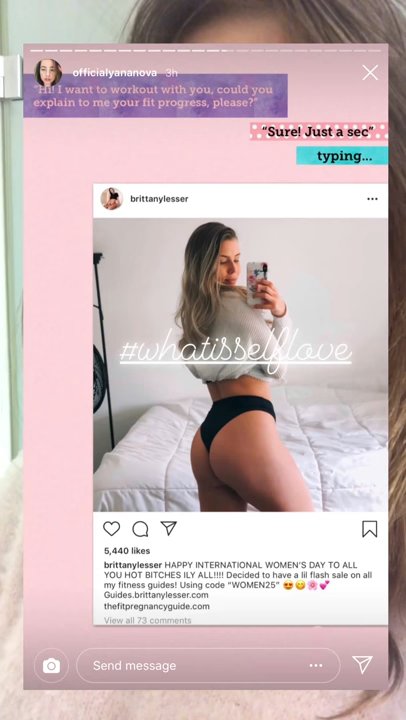 officialyananova 3h
"Hi! I want to workout with you, could you
explain to me your fit progress, please?"
"Sure! Just a sec"
typing...
brittanylesser
#whatisselflove
5,440 likes
brittanylesser HAPPY INTERNATIONAL WOMEN'S DAY TO ALL
YOU HOT BITCHES ILY ALL!!!! Decided to have a lil flash sale on all
my fitness guides! Using code "WOMEN25" 😍🤩🌸💕
Guides.brittanylesser.com
thefitpregnancyguide.com
View all 73 comments
Send message